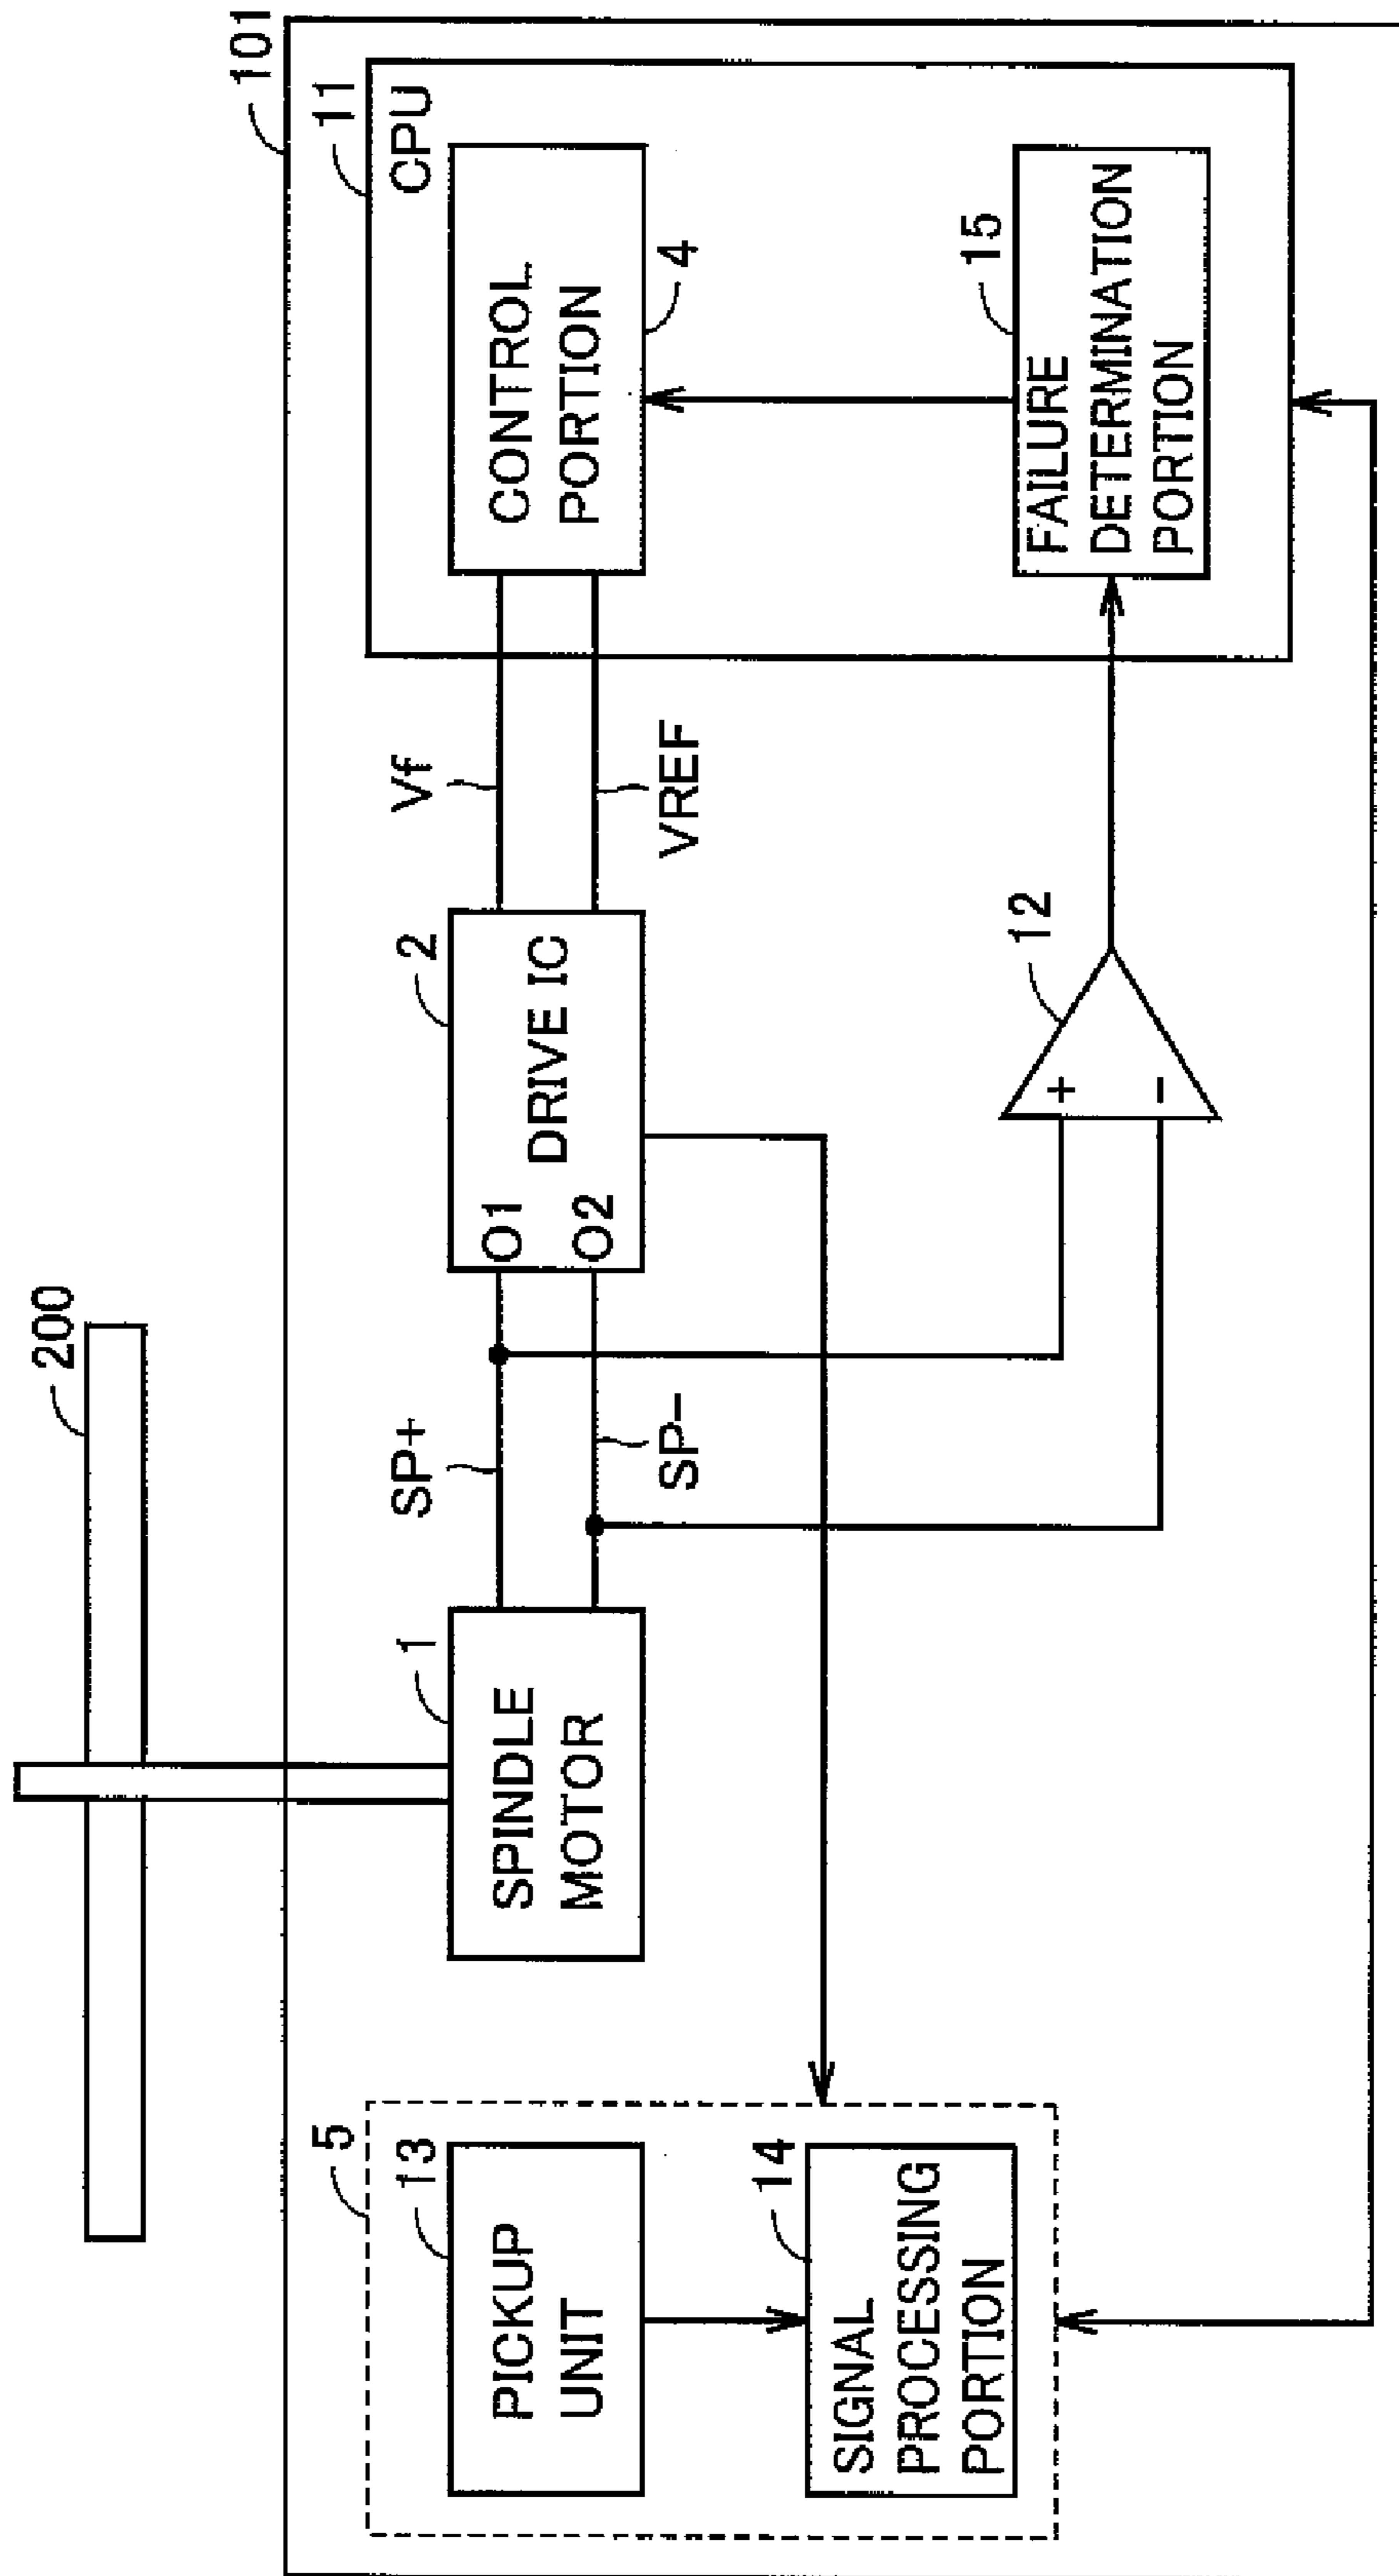 200
101
11
CPU
5
13
PICKUP
UNIT
1
SPINDLE
MOTOR
SP+
SP−
2
O1
O2
DRIVE IC
Vf
VREF
CONTROL
PORTION
4
14
SIGNAL
PROCESSING
PORTION
12
+
−
15
FAILURE
DETERMINATION
PORTION